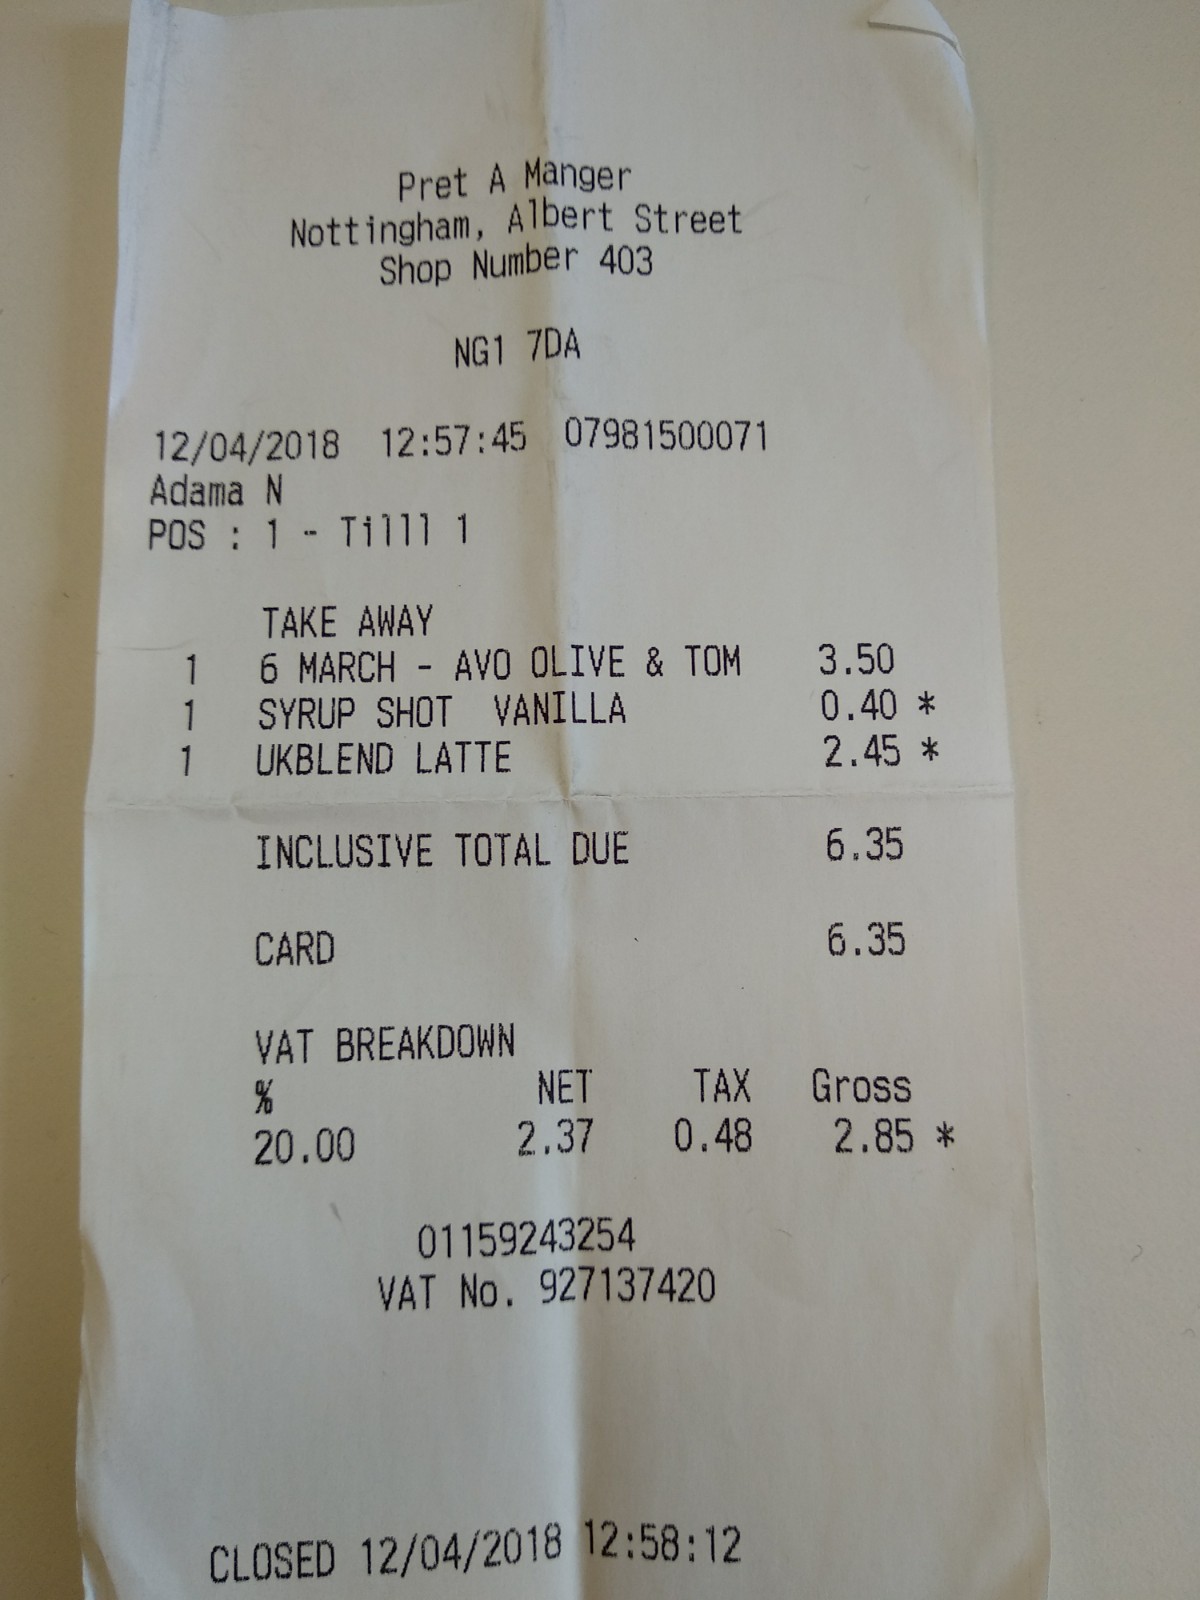 Pret A Manger
Nottingham, Albert Street
Shop Number 403
NG1 7DA
12/04/2018 12:57:45 07981500071
Adama N
POS : 1 - Tilll 1
TAKE AWAY
1 6 MARCH - AVO OLIVE & TOM 3.50
1 SYRUP SHOT VANILLA 0.40 *
1 UKBLEND LATTE 2.45 *
INCLUSIVE TOTAL DUE 6.35
CARD 6.35
VAT BREAKDOWN
% NET TAX Gross
20.00 2.37 0.48 2.85 *
01159243254
VAT No. 927137420
CLOSED 12/04/2018 12:58:12